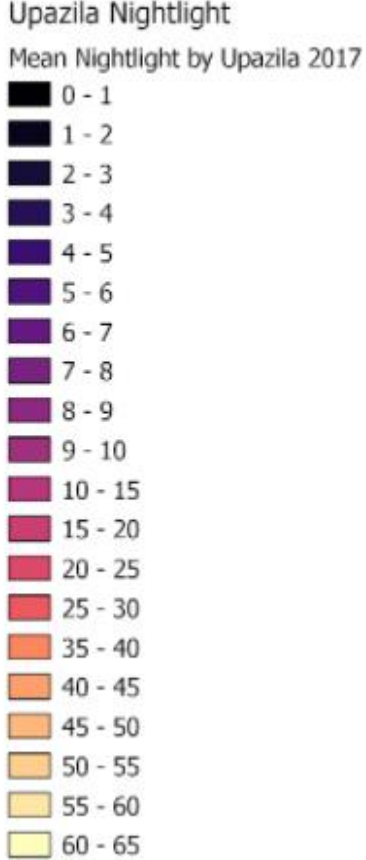 Upazila Nightlight
Mean Nightlight by Upazila 2017
0 - 1
1 - 2
2 - 3
3 - 4
4 - 5
5 - 6
6 - 7
7 - 8
8 - 9
9 - 10
10 - 15
15 - 20
20 - 25
25 - 30
35 - 40
40 - 45
45 - 50
50 - 55
55 - 60
60 - 65